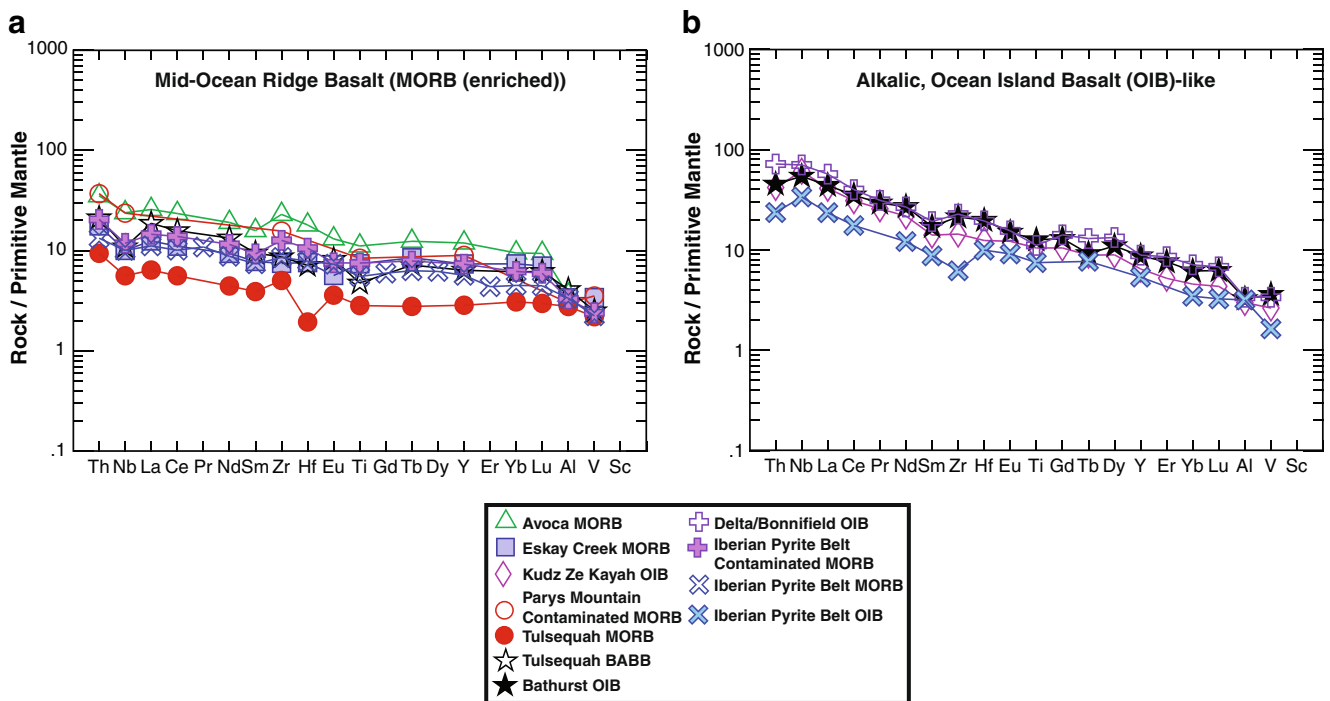 a
Mid-Ocean Ridge Basalt (MORB (enriched))
Rock / Primitive Mantle
1000
100
10
1
.1
Th Nb La Ce Pr Nd Sm Zr Hf Eu Ti Gd Tb Dy Y Er Yb Lu Al V Sc
b
Alkalic, Ocean Island Basalt (OIB)-like
Rock / Primitive Mantle
1000
100
10
1
.1
Th Nb La Ce Pr Nd Sm Zr Hf Eu Ti Gd Tb Dy Y Er Yb Lu Al V Sc
Avoca MORB
Eskay Creek MORB
Kudz Ze Kayah OIB
Parys Mountain
Contaminated MORB
Tulsequah MORB
Tulsequah BABB
Bathurst OIB
Delta/Bonnifield OIB
Iberian Pyrite Belt
Contaminated MORB
Iberian Pyrite Belt MORB
Iberian Pyrite Belt OIB